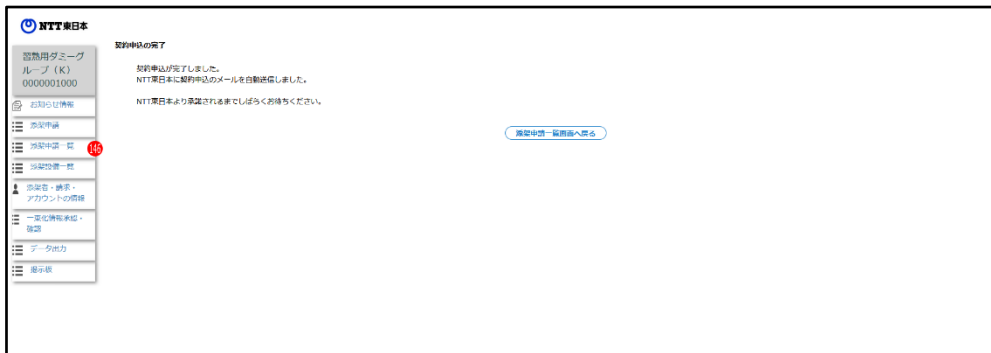 NTT東日本
習熟用ダミーグ
ループ（K）
0000001000
お知らせ情報
添架申請
添架申請一覧
146
添架設備一覧
添架者・請求・
アカウントの情報
一束化情報承認・
確認
データ出力
掲示板
契約申込の完了
契約申込が完了しました。
NTT東日本に契約申込のメールを自動送信しました。
NTT東日本より承認されるまでしばらくお待ちください。
添架申請一覧画面へ戻る